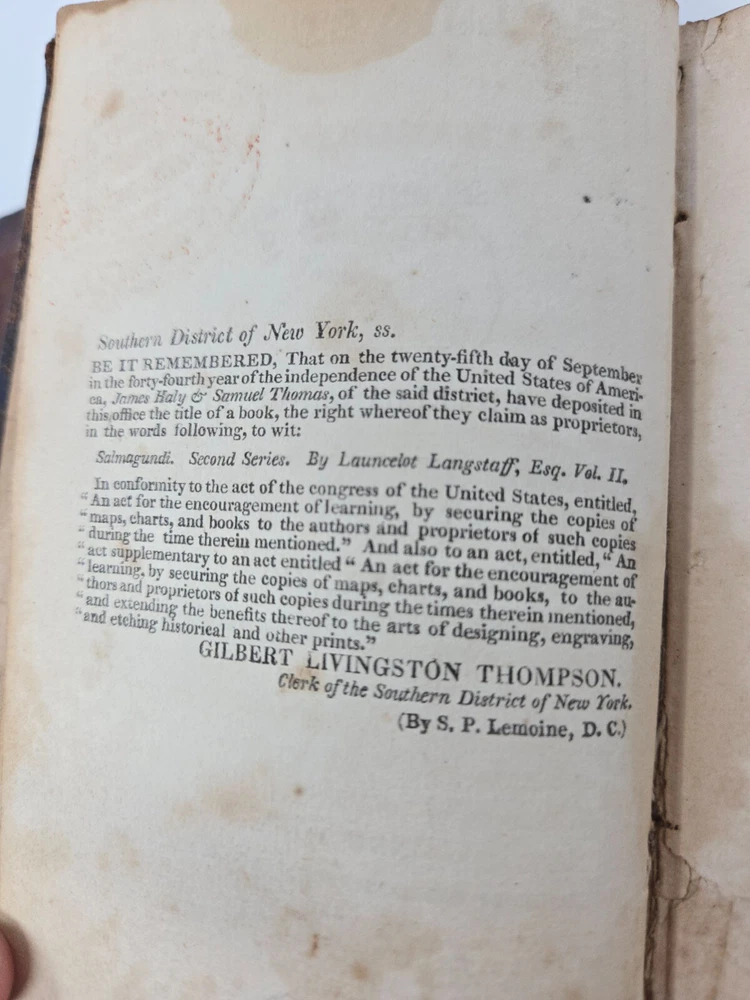 Southern District of New York, ss.
BE IT REMEMBERED, That on the twenty-fifth day of September
in the forty-fourth year of the independence of the United States of Ameri-
ca, James Haly & Samuel Thomas, of the said district, have deposited in
this office the title of a book, the right whereof they claim as proprietors,
in the words following, to wit:
Salmagundi. Second Series. By Launcelot Langstaff, Esq. Vol. II.
In conformity to the act of the congress of the United States, entitled,
"An act for the encouragement of learning, by securing the copies of
"maps, charts, and books to the authors and proprietors of such copies
"during the time therein mentioned." And also to an act, entitled, "An
"act supplementary to an act entitled "An act for the encouragement of
"learning, by securing the copies of maps, charts, and books, to the au-
"thors and proprietors of such copies during the times therein mentioned,
"and extending the benefits thereof to the arts of designing, engraving,
"and etching historical and other prints."
GILBERT LIVINGSTON THOMPSON.
Clerk of the Southern District of New York.
(By S. P. Lemoine, D. C.)